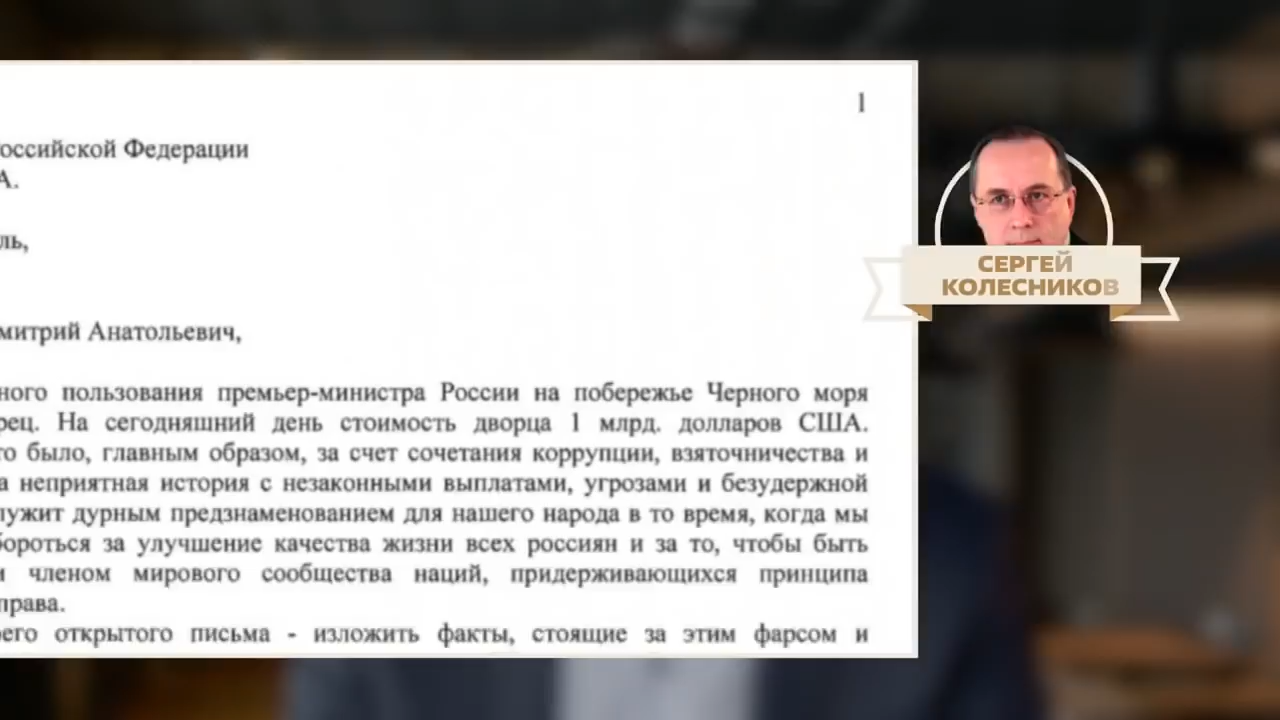 1
оссийской Федерации
А.
ль,
митрий Анатольевич,
ного пользования премьер-министра России на побережье Черного моря
рец. На сегодняшний день стоимость дворца 1 млрд. долларов США.
го было, главным образом, за счет сочетания коррупции, взяточничества и
а неприятная история с незаконными выплатами, угрозами и безудержной
лужит дурным предзнаменованием для нашего народа в то время, когда мы
бороться за улучшение качества жизни всех россиян и за то, чтобы быть
и членом мирового сообщества наций, придерживающихся принципа
права.
его открытого письма - изложить факты, стоящие за этим фарсом и
СЕРГЕЙ
КОЛЕСНИКОВ